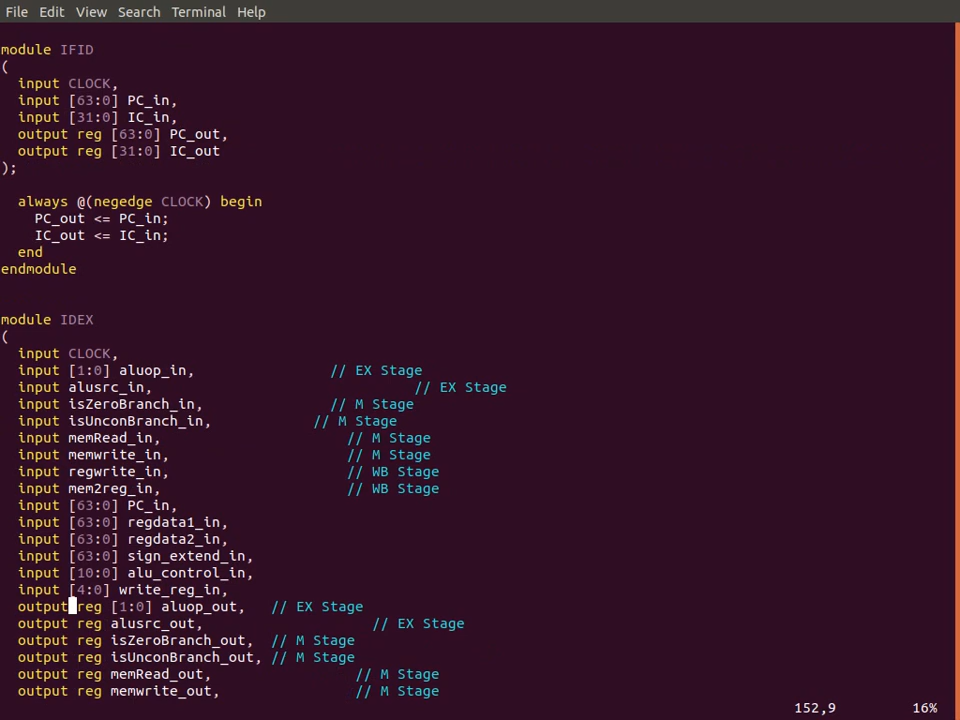 File Edit View Search Terminal Help
module IFID
(
  input CLOCK,
  input [63:0] PC_in,
  input [31:0] IC_in,
  output reg [63:0] PC_out,
  output reg [31:0] IC_out
);
  always @(negedge CLOCK) begin
    PC_out <= PC_in;
    IC_out <= IC_in;
  end
endmodule
module IDEX
(
  input CLOCK,
  input [1:0] aluop_in,                // EX Stage
  input alusrc_in,                               // EX Stage
  input isZeroBranch_in,               // M Stage
  input isUnconBranch_in,            // M Stage
  input memRead_in,                      // M Stage
  input memwrite_in,                     // M Stage
  input regwrite_in,                     // WB Stage
  input mem2reg_in,                      // WB Stage
  input [63:0] PC_in,
  input [63:0] regdata1_in,
  input [63:0] regdata2_in,
  input [63:0] sign_extend_in,
  input [10:0] alu_control_in,
  input [4:0] write_reg_in,
  output reg [1:0] aluop_out,   // EX Stage
  output reg alusrc_out,                    // EX Stage
  output reg isZeroBranch_out,  // M Stage
  output reg isUnconBranch_out, // M Stage
  output reg memRead_out,                 // M Stage
  output reg memwrite_out,                // M Stage
152,9 16%